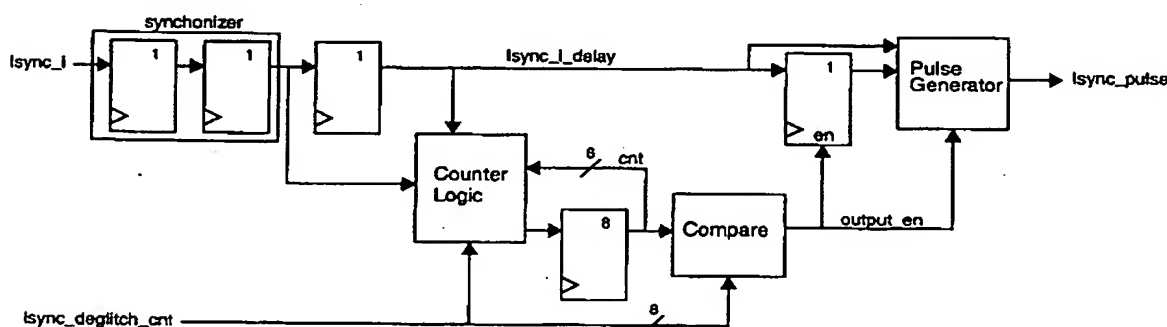 synchonizer
lsync_i
1
1
1
lsync_i_delay
1
en
Pulse
Generator
lsync_pulse
Counter
Logic
6
cnt
8
Compare
output_en
lsync_deglitch_cnt
8